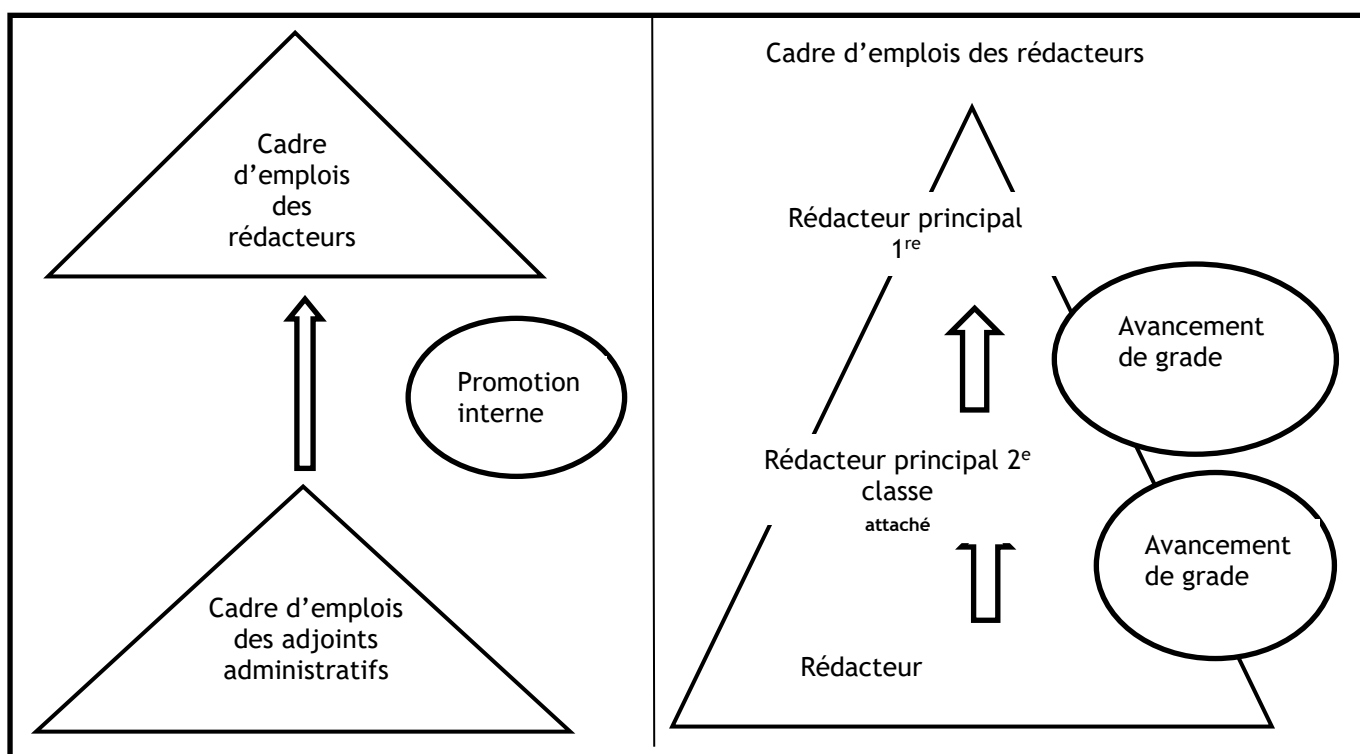 Cadre
d’emplois
des
rédacteurs
Promotion
interne
Cadre d’emplois
des adjoints
administratifs
Cadre d’emplois des rédacteurs
Rédacteur principal
1re
Avancement
de grade
Rédacteur principal 2e
classe
attaché
Avancement
de grade
Rédacteur